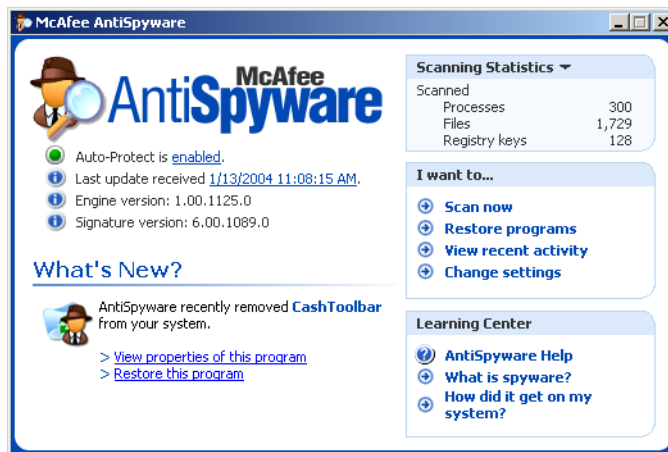 McAfee AntiSpyware
McAfee
AntiSpyware
Auto-Protect is enabled.
Last update received 1/13/2004 11:08:15 AM.
Engine version: 1.00.1125.0
Signature version: 6.00.1089.0
What's New?
AntiSpyware recently removed CashToolbar
from your system.
> View properties of this program
> Restore this program
Scanning Statistics
Scanned
Processes 300
Files 1,729
Registry keys 128
I want to...
Scan now
Restore programs
View recent activity
Change settings
Learning Center
AntiSpyware Help
What is spyware?
How did it get on my
system?